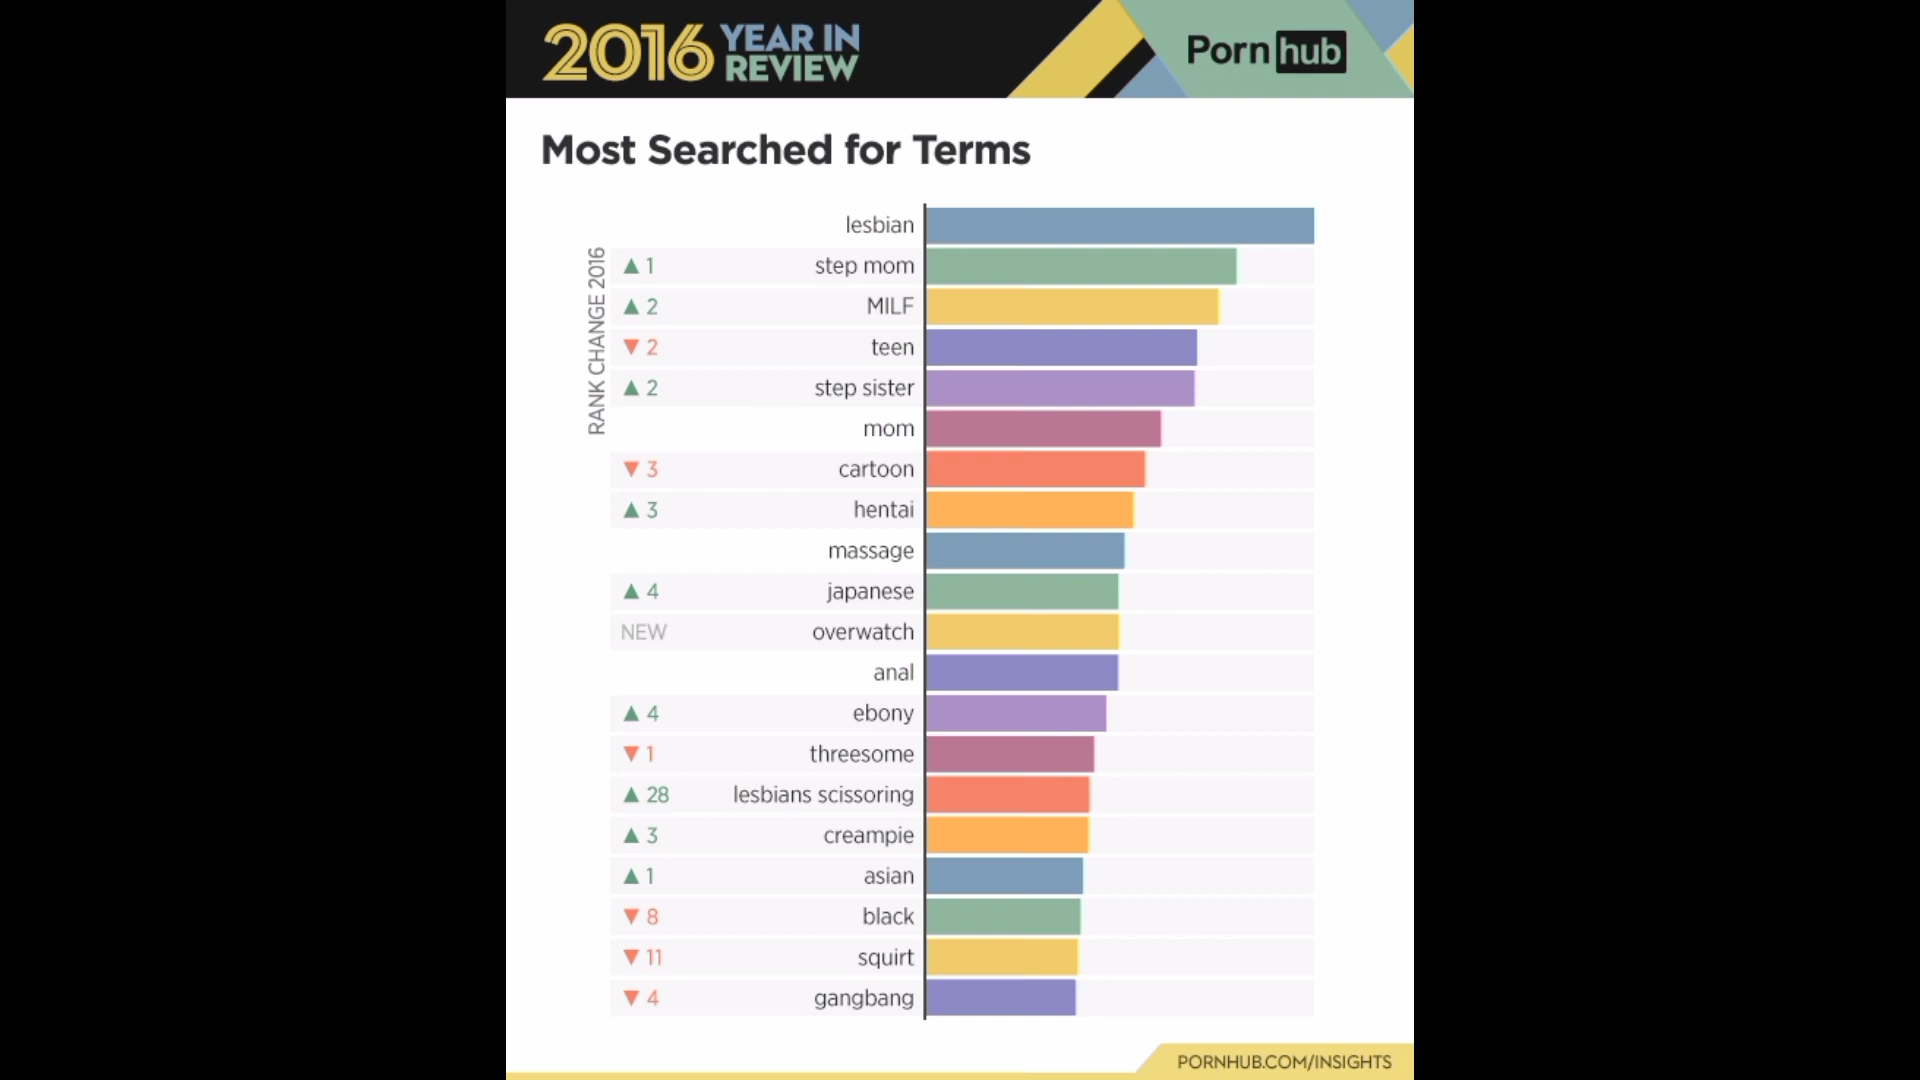 2016 YEAR IN
REVIEW
Porn hub
Most Searched for Terms
RANK CHANGE 2016
lesbian
▲ 1 step mom
▲ 2 MILF
▼ 2 teen
▲ 2 step sister
mom
▼ 3 cartoon
▲ 3 hentai
massage
▲ 4 japanese
NEW overwatch
anal
▲ 4 ebony
▼ 1 threesome
▲ 28 lesbians scissoring
▲ 3 creampie
▲ 1 asian
▼ 8 black
▼ 11 squirt
▼ 4 gangbang
PORNHUB.COM/INSIGHTS